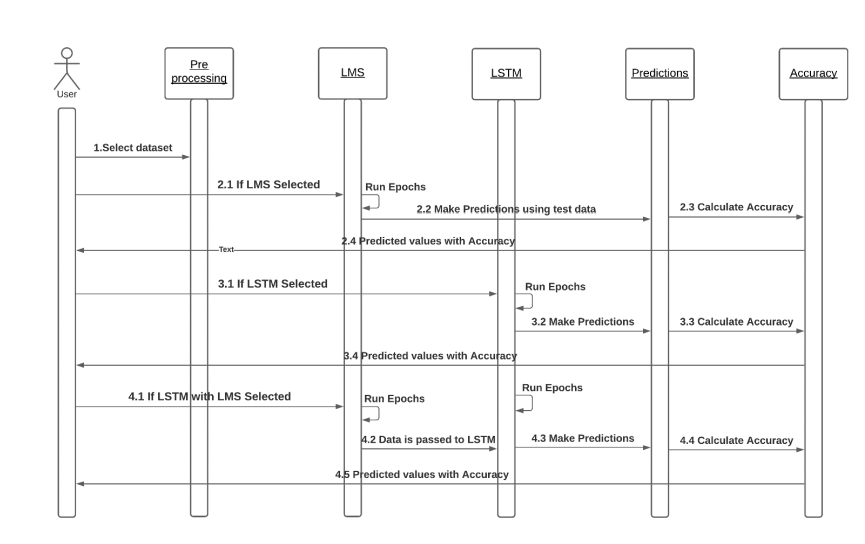 Pre
processing
LMS
LSTM
Predictions
Accuracy
User
1.Select dataset
2.1 If LMS Selected
Run Epochs
2.2 Make Predictions using test data
2.3 Calculate Accuracy
Text
2.4 Predicted values with Accuracy
3.1 If LSTM Selected
Run Epochs
3.2 Make Predictions
3.3 Calculate Accuracy
3.4 Predicted values with Accuracy
4.1 If LSTM with LMS Selected
Run Epochs
Run Epochs
4.2 Data is passed to LSTM
4.3 Make Predictions
4.4 Calculate Accuracy
4.5 Predicted values with Accuracy